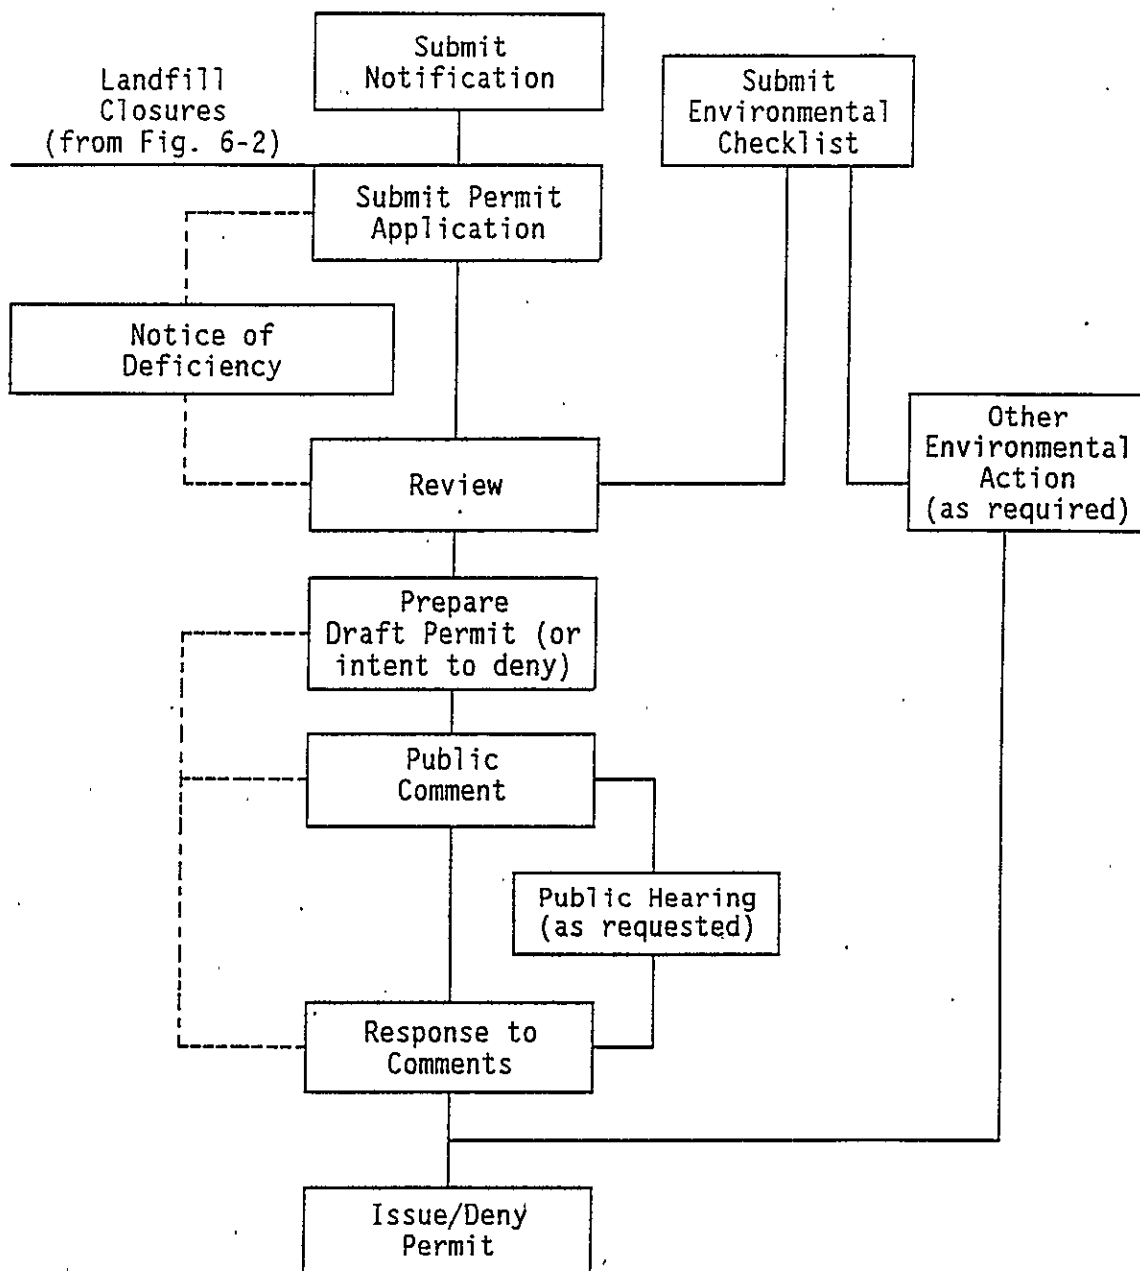 Submit
Notification
Landfill
Closures
(from Fig. 6-2)
Submit
Environmental
Checklist
Submit Permit
Application
Notice of
Deficiency
Other
Environmental
Action
(as required)
Review
Prepare
Draft Permit (or
intent to deny)
Public
Comment
Public Hearing
(as requested)
Response to
Comments
Issue/Deny
Permit